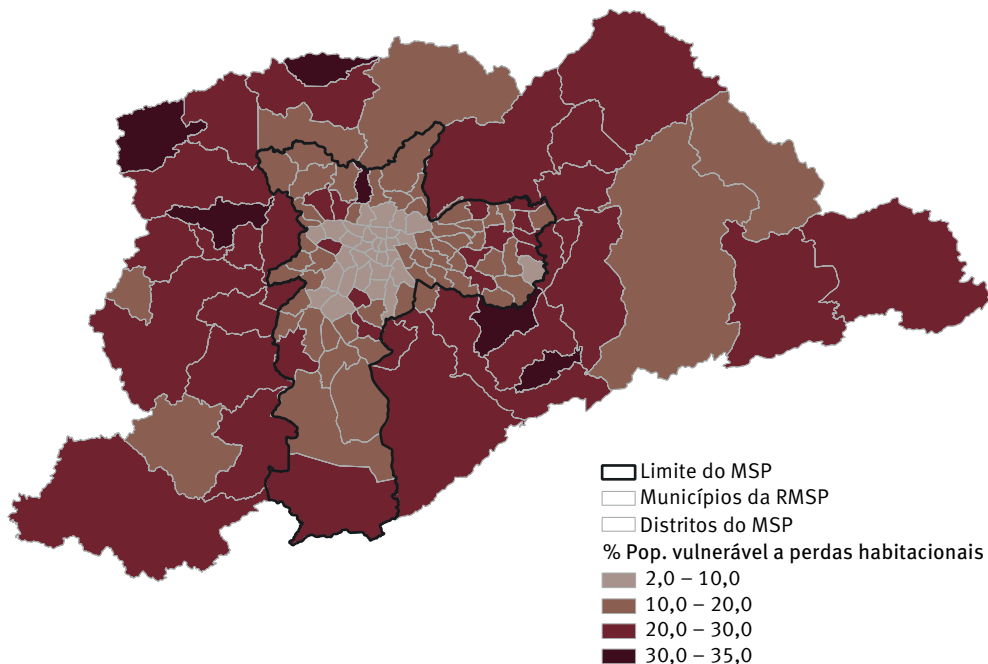 Limite do MSP
Municípios da RMSP
Distritos do MSP
% Pop. vulnerável a perdas habitacionais
2,0 – 10,0
10,0 – 20,0
20,0 – 30,0
30,0 – 35,0